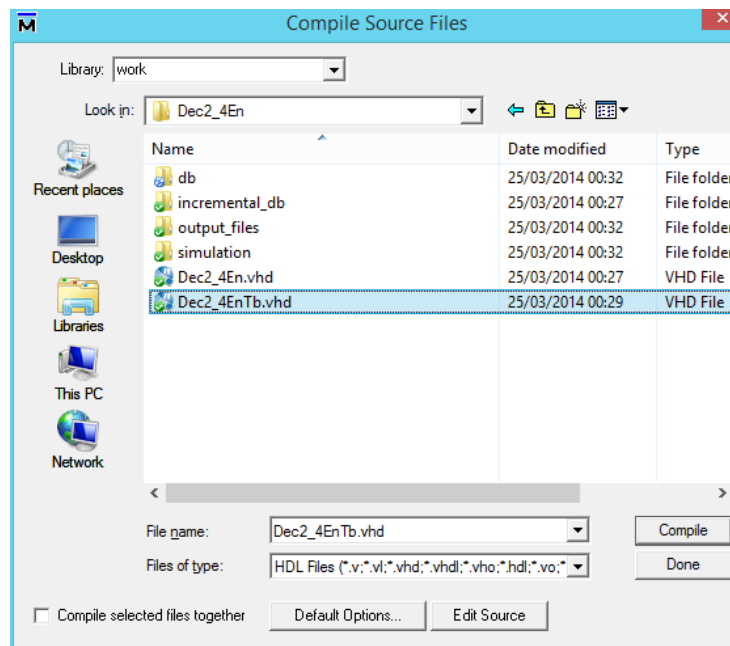 Compile Source Files
Library: work
Look in: Dec2_4En
Name Date modified Type
db 25/03/2014 00:32 File folder
incremental_db 25/03/2014 00:27 File folder
output_files 25/03/2014 00:32 File folder
simulation 25/03/2014 00:32 File folder
Dec2_4En.vhd 25/03/2014 00:27 VHD File
Dec2_4EnTb.vhd 25/03/2014 00:29 VHD File
Recent places
Desktop
Libraries
This PC
Network
File name: Dec2_4EnTb.vhd Compile
Files of type: HDL Files (*.v;*.vl;*.vhd;*.vhdl;*.vho;*.hdl;*.vo;* Done
Compile selected files together Default Options... Edit Source